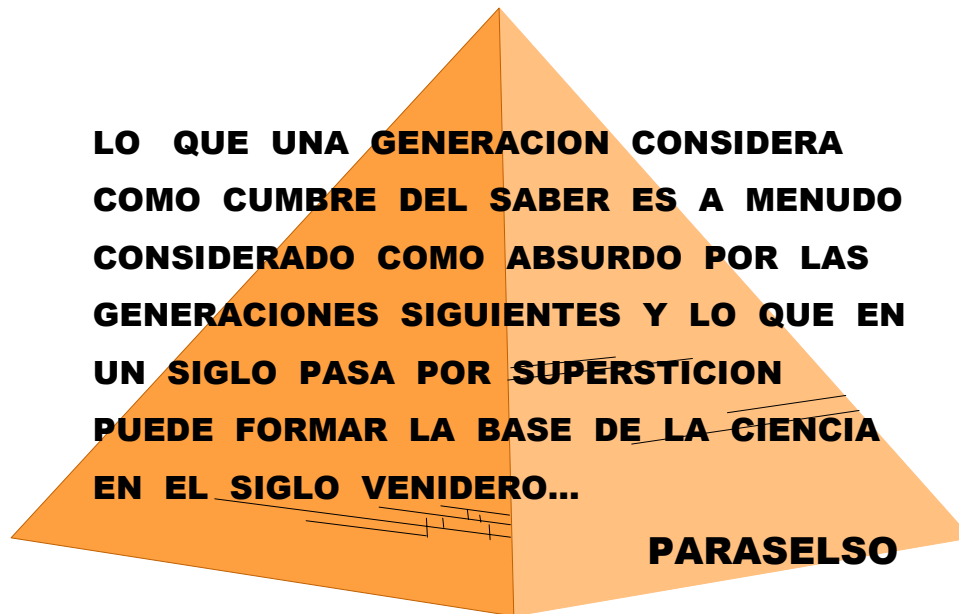 LO QUE UNA GENERACION CONSIDERA
COMO CUMBRE DEL SABER ES A MENUDO
CONSIDERADO COMO ABSURDO POR LAS
GENERACIONES SIGUIENTES Y LO QUE EN
UN SIGLO PASA POR SUPERSTICION
PUEDE FORMAR LA BASE DE LA CIENCIA
EN EL SIGLO VENIDERO...
PARASELSO